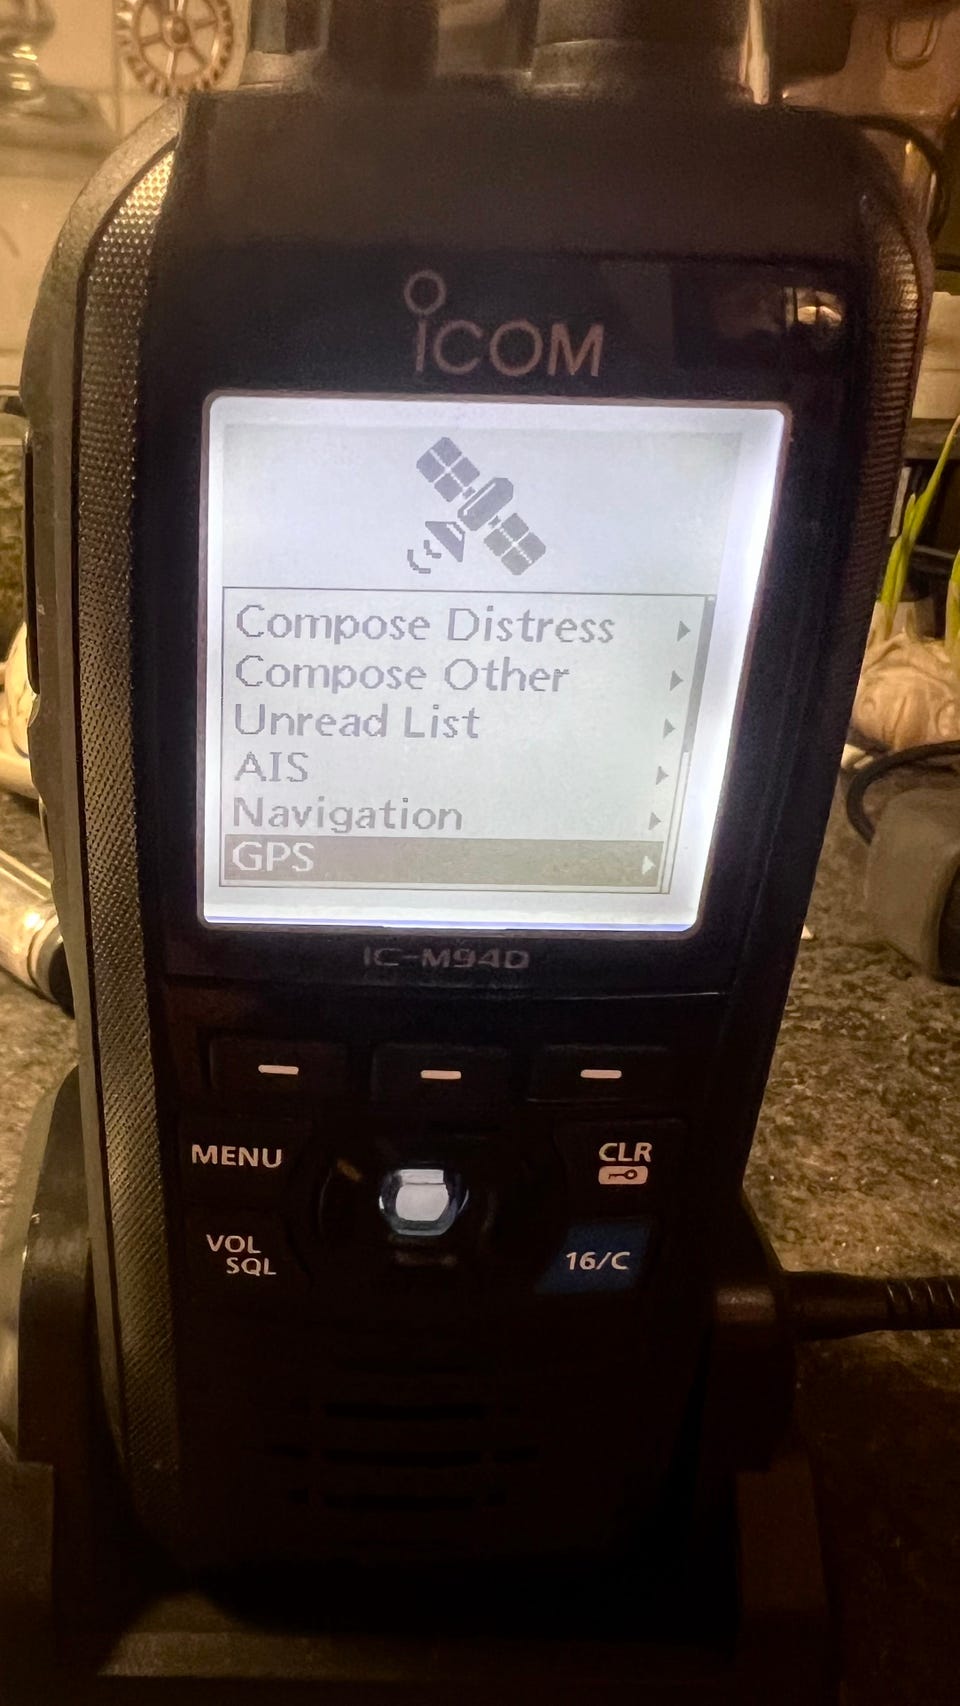 ICOM
Compose Distress
Compose Other
Unread List
AIS
Navigation
GPS
IC-M94D
MENU
CLR
VOL
SQL
16/C